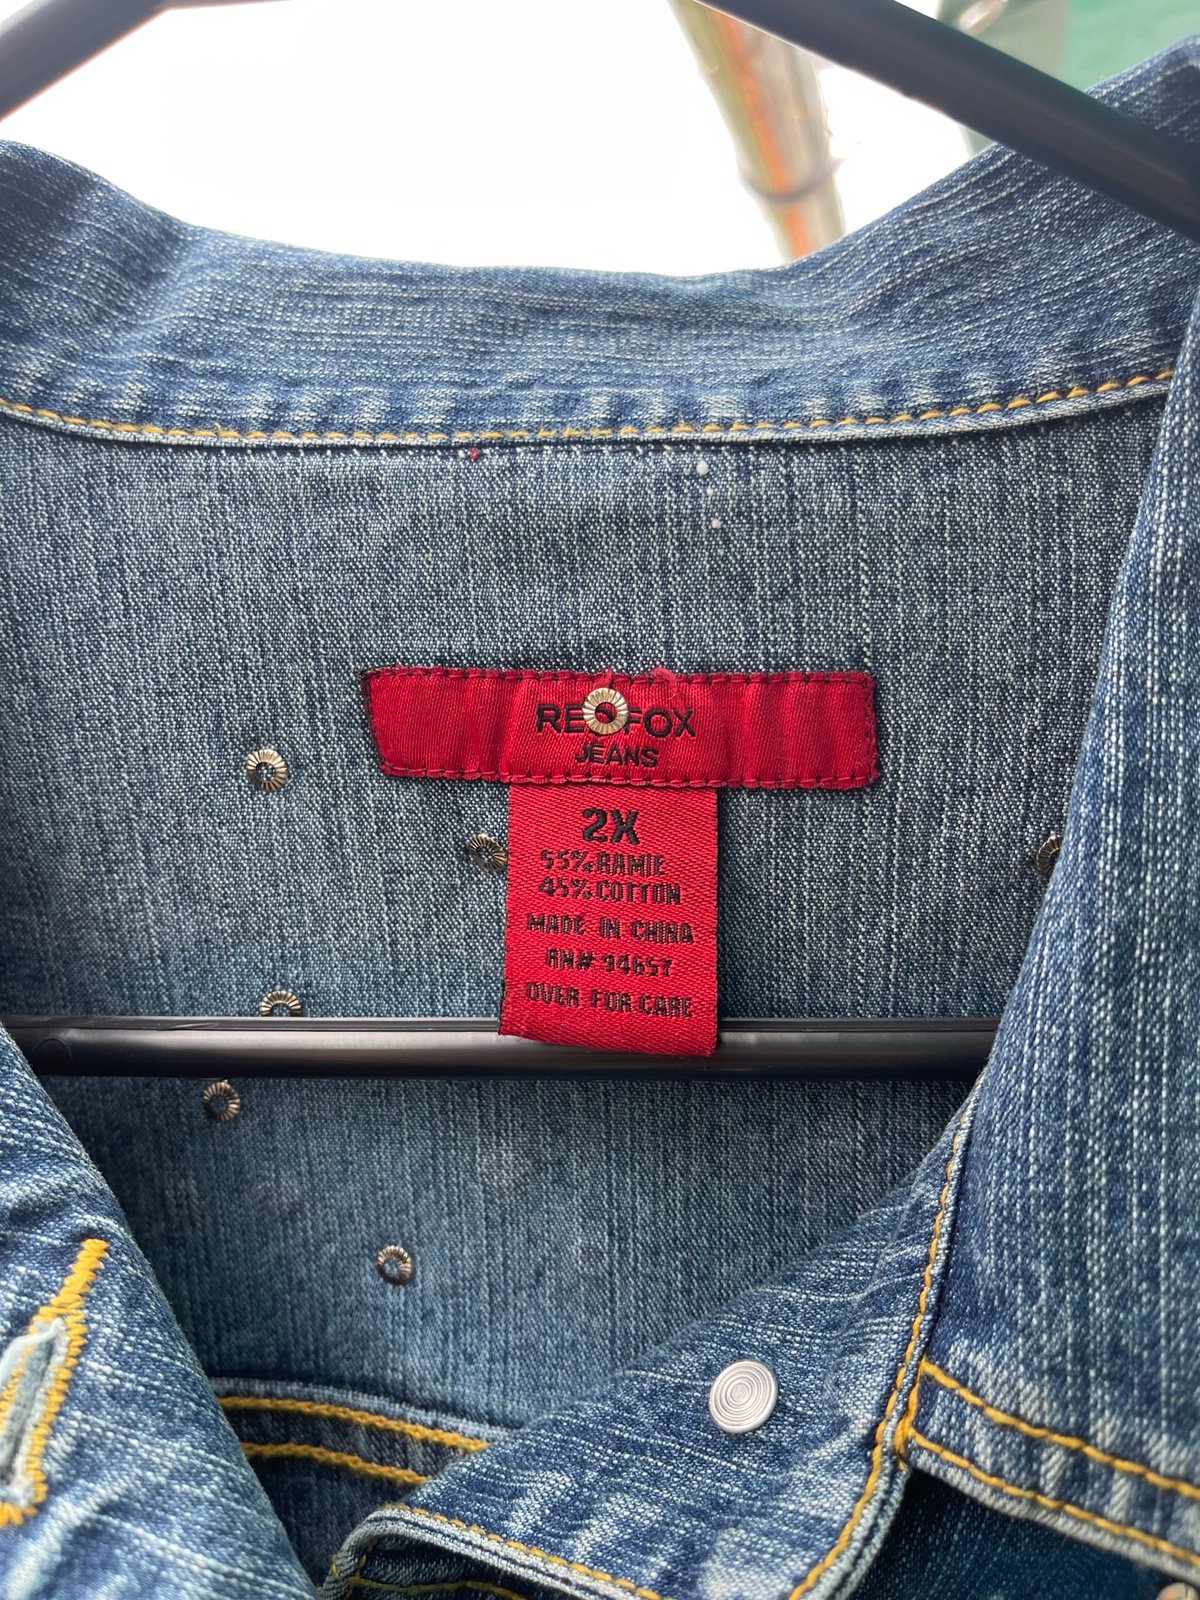 RED FOX
JEANS
2X
55% RAMIE
45% COTTON
MADE IN CHINA
RN# 94657
OVER FOR CARE